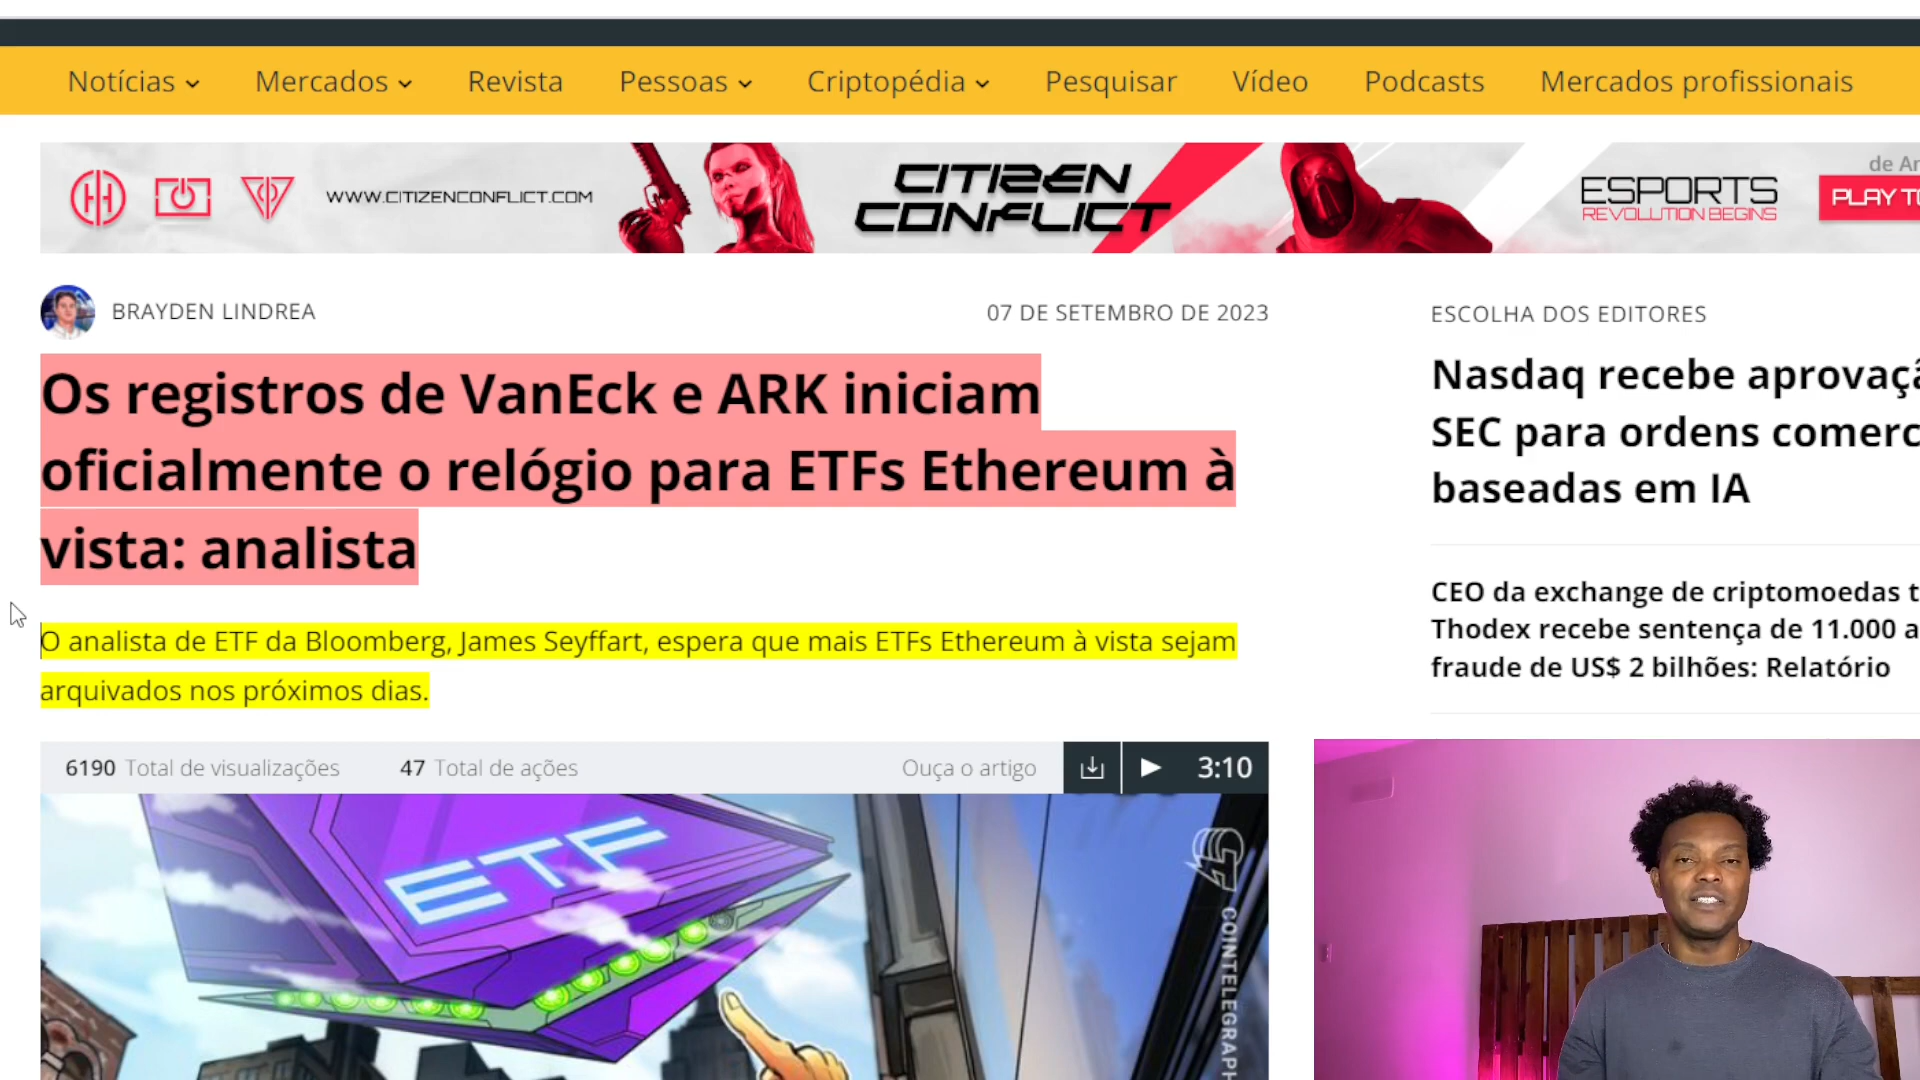 Notícias Mercados Revista Pessoas Criptopédia Pesquisar Vídeo Podcasts Mercados profissionais
WWW.CITIZENCONFLICT.COM
CITIZEN
CONFLICT
ESPORTS
REVOLUTION BEGINS
de
PLAY
BRAYDEN LINDREA
07 DE SETEMBRO DE 2023
Os registros de VanEck e ARK iniciam
oficialmente o relógio para ETFs Ethereum à
vista: analista
O analista de ETF da Bloomberg, James Seyffart, espera que mais ETFs Ethereum à vista sejam
arquivados nos próximos dias.
6190 Total de visualizações 47 Total de ações Ouça o artigo 3:10
ETF
COINTELEGRAPH
ESCOLHA DOS EDITORES
Nasdaq recebe
SEC para ordens
baseadas em IA
CEO da exchange de criptomoedas
Thodex recebe sentença de 11.000
fraude de US$ 2 bilhões: Relatório